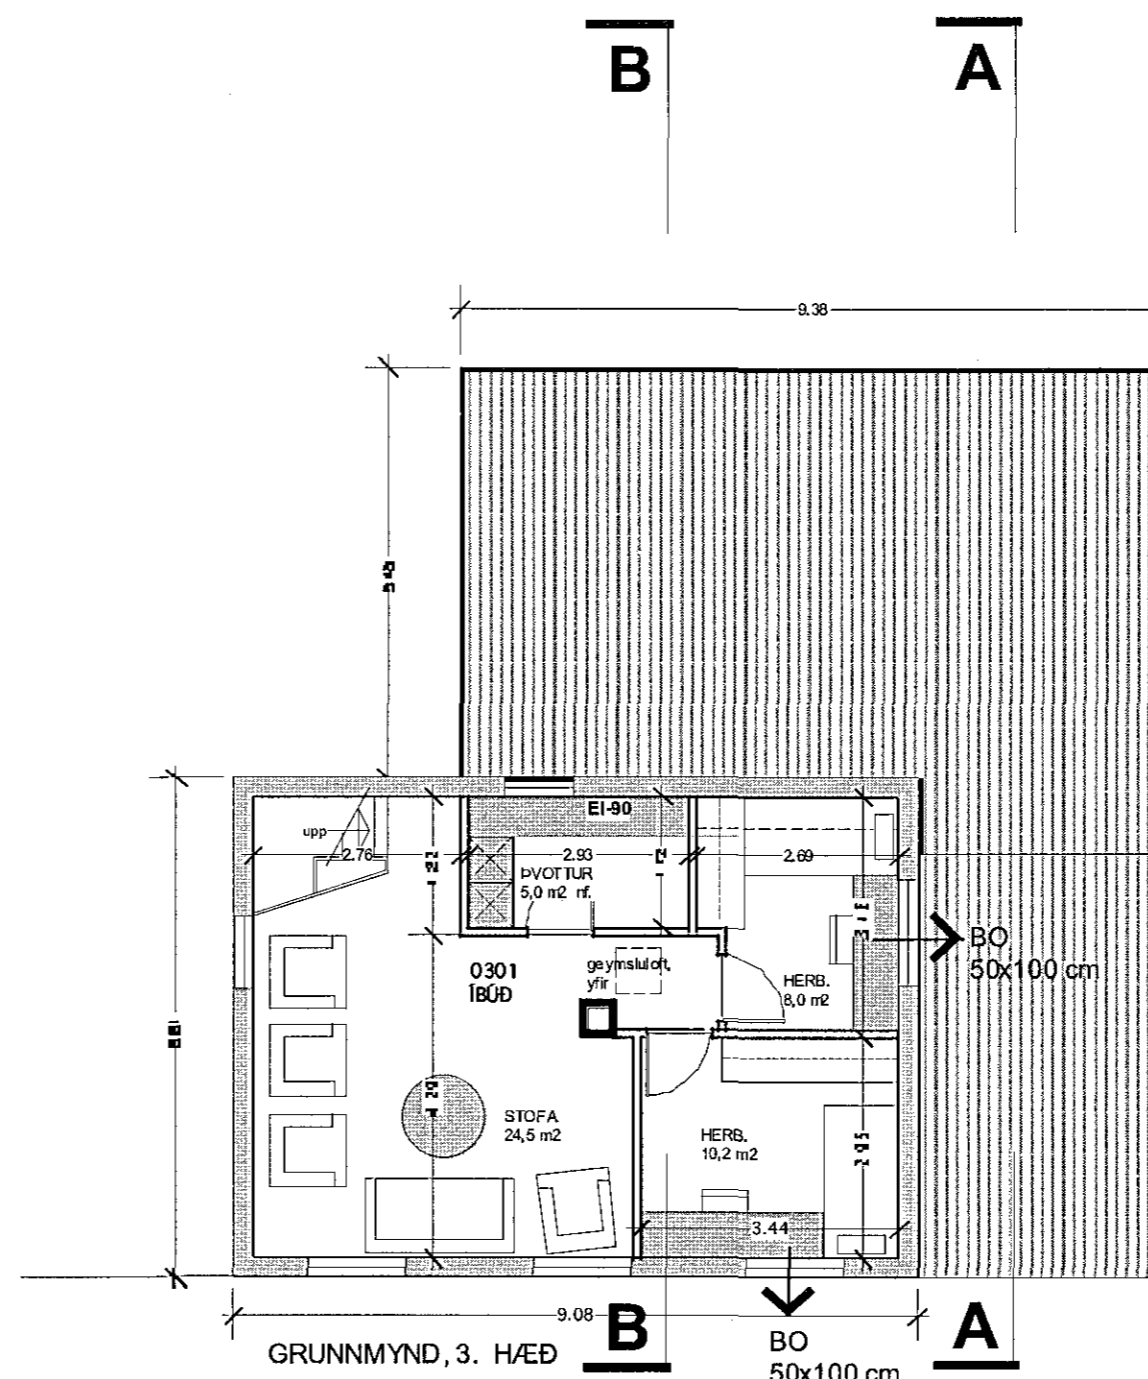 B
A
9.38
EI-90
upp
2.76
2.93
2.69
ÞVOTTUR
5,0 m2 nf.
0301
ÍBÚÐ
geymsluloft,
yfir
HERB.
8,0 m2
BO
50x100 cm
STOFA
24,5 m2
HERB.
10,2 m2
2.95
3.44
9.08
B
A
GRUNNMYND, 3. HÆÐ
BO
50x100 cm